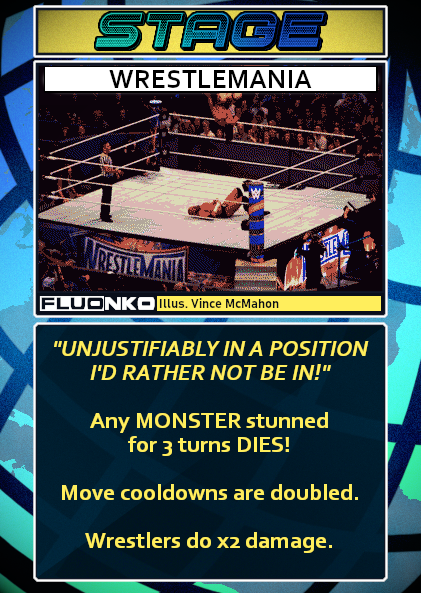 STAGE
WRESTLEMANIA
W
WRESTLEMANIA
FLUONKO Illus. Vince McMahon
"UNJUSTIFIABLY IN A POSITION
I'D RATHER NOT BE IN!"
Any MONSTER stunned
for 3 turns DIES!
Move cooldowns are doubled.
Wrestlers do x2 damage.